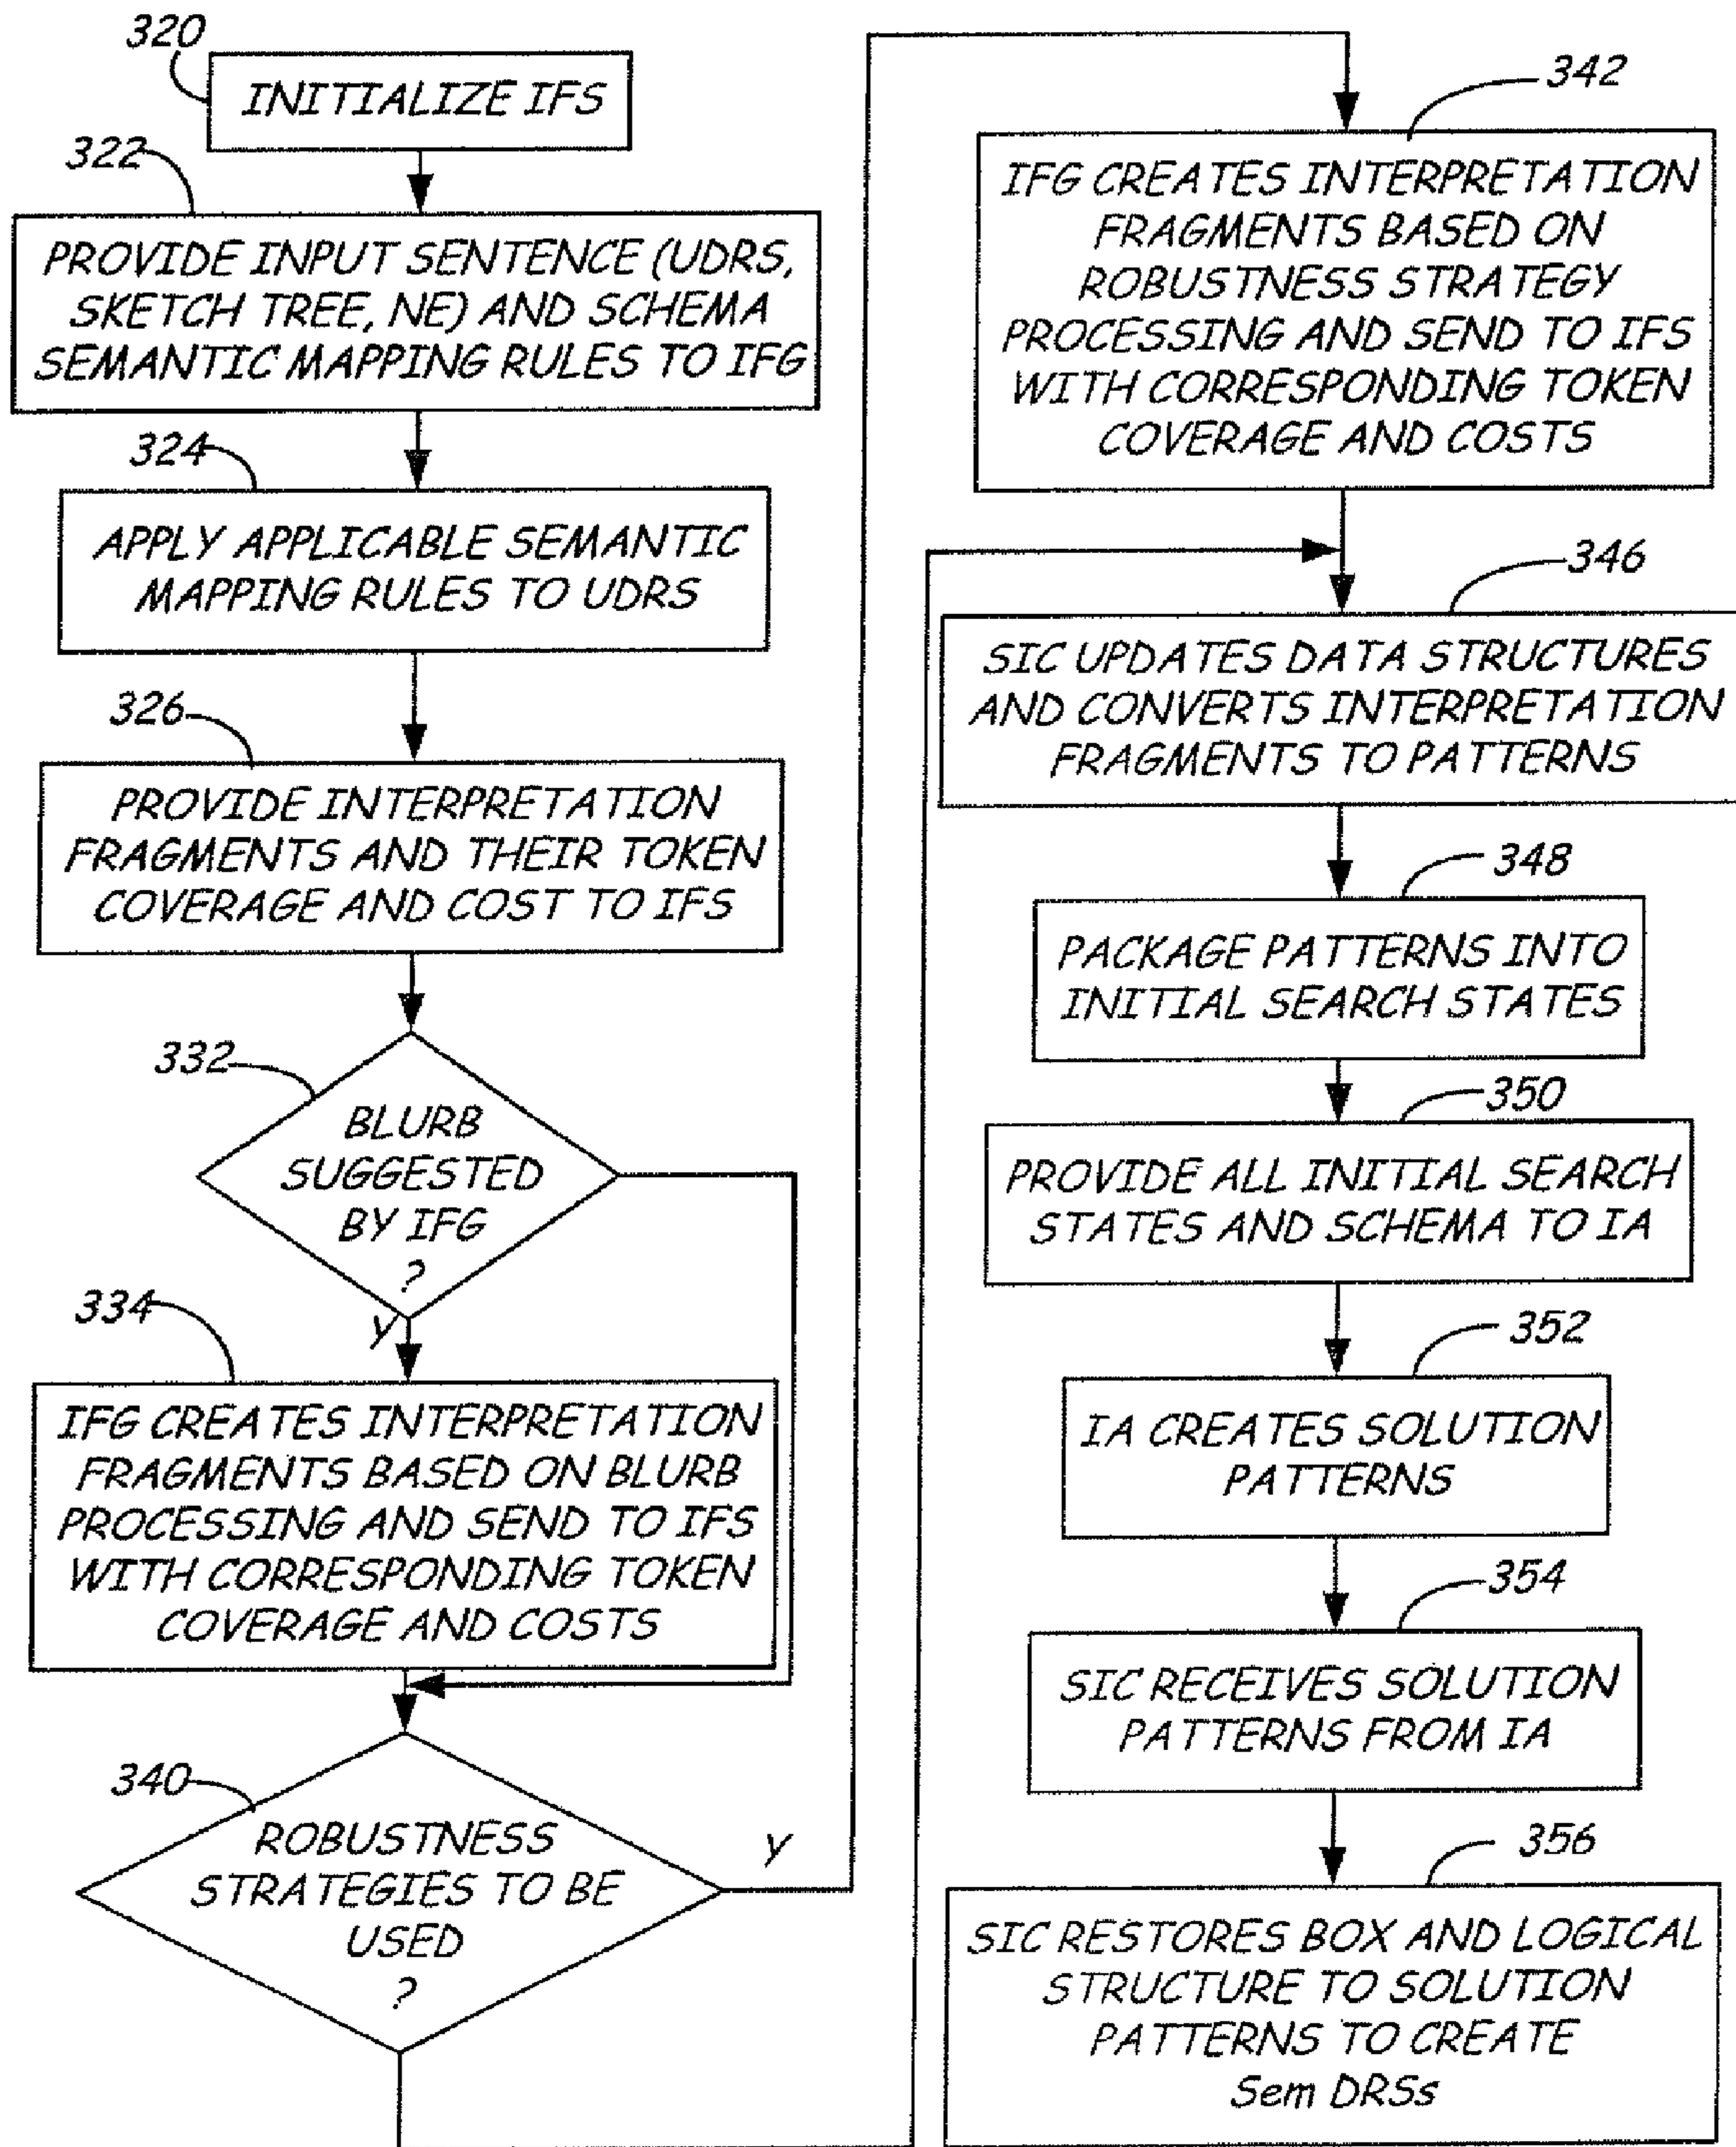 320
INITIALIZE IFS
322
PROVIDE INPUT SENTENCE (UDRS,
SKETCH TREE, NE) AND SCHEMA
SEMANTIC MAPPING RULES TO IFG
324
APPLY APPLICABLE SEMANTIC
MAPPING RULES TO UDRS
326
PROVIDE INTERPRETATION
FRAGMENTS AND THEIR TOKEN
COVERAGE AND COST TO IFS
332
BLURB
SUGGESTED
BY IFG
?
Y
334
IFG CREATES INTERPRETATION
FRAGMENTS BASED ON BLURB
PROCESSING AND SEND TO IFS
WITH CORRESPONDING TOKEN
COVERAGE AND COSTS
340
ROBUSTNESS
STRATEGIES TO BE
USED
?
Y
342
IFG CREATES INTERPRETATION
FRAGMENTS BASED ON
ROBUSTNESS STRATEGY
PROCESSING AND SEND TO IFS
WITH CORRESPONDING TOKEN
COVERAGE AND COSTS
346
SIC UPDATES DATA STRUCTURES
AND CONVERTS INTERPRETATION
FRAGMENTS TO PATTERNS
348
PACKAGE PATTERNS INTO
INITIAL SEARCH STATES
350
PROVIDE ALL INITIAL SEARCH
STATES AND SCHEMA TO IA
352
IA CREATES SOLUTION
PATTERNS
354
SIC RECEIVES SOLUTION
PATTERNS FROM IA
356
SIC RESTORES BOX AND LOGICAL
STRUCTURE TO SOLUTION
PATTERNS TO CREATE
Sem DRSs